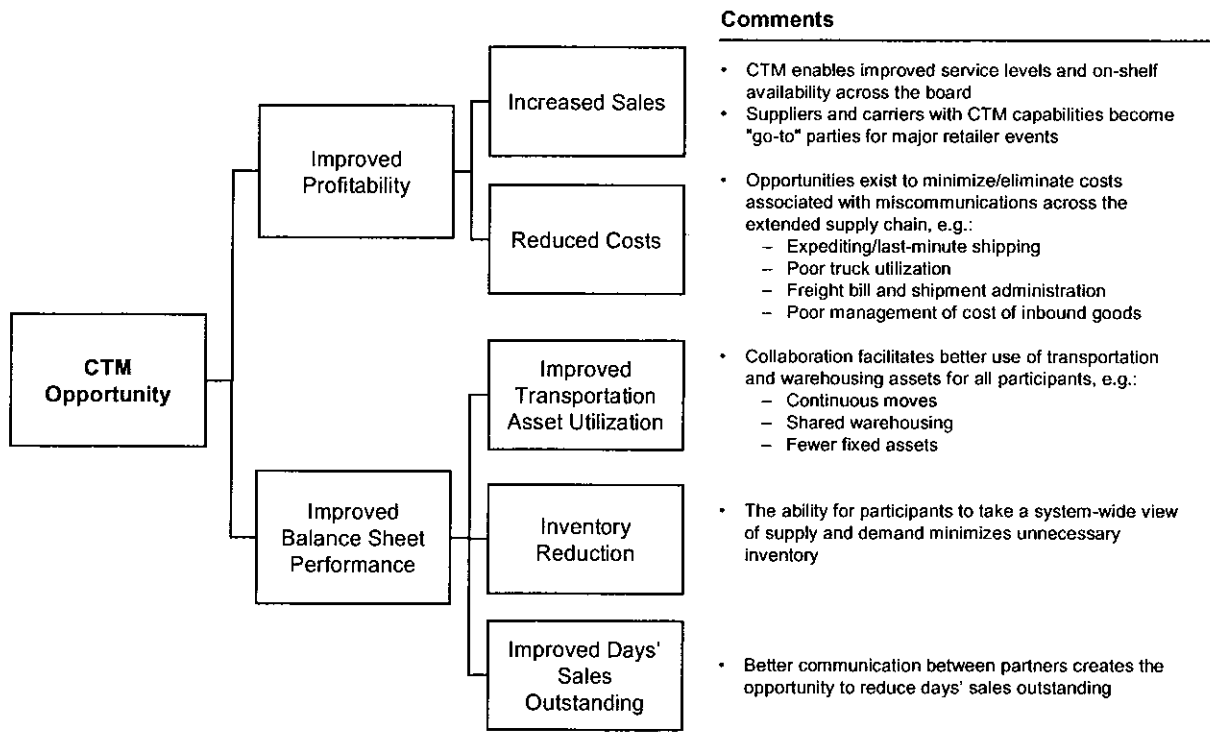 Comments
CTM
Opportunity
Improved
Profitability
Improved
Balance Sheet
Performance
Increased Sales
Reduced Costs
Improved
Transportation
Asset Utilization
Inventory
Reduction
Improved Days'
Sales
Outstanding
• CTM enables improved service levels and on-shelf
availability across the board
• Suppliers and carriers with CTM capabilities become
"go-to" parties for major retailer events
• Opportunities exist to minimize/eliminate costs
associated with miscommunications across the
extended supply chain, e.g.:
– Expediting/last-minute shipping
– Poor truck utilization
– Freight bill and shipment administration
– Poor management of cost of inbound goods
• Collaboration facilitates better use of transportation
and warehousing assets for all participants, e.g.:
– Continuous moves
– Shared warehousing
– Fewer fixed assets
• The ability for participants to take a system-wide view
of supply and demand minimizes unnecessary
inventory
• Better communication between partners creates the
opportunity to reduce days' sales outstanding